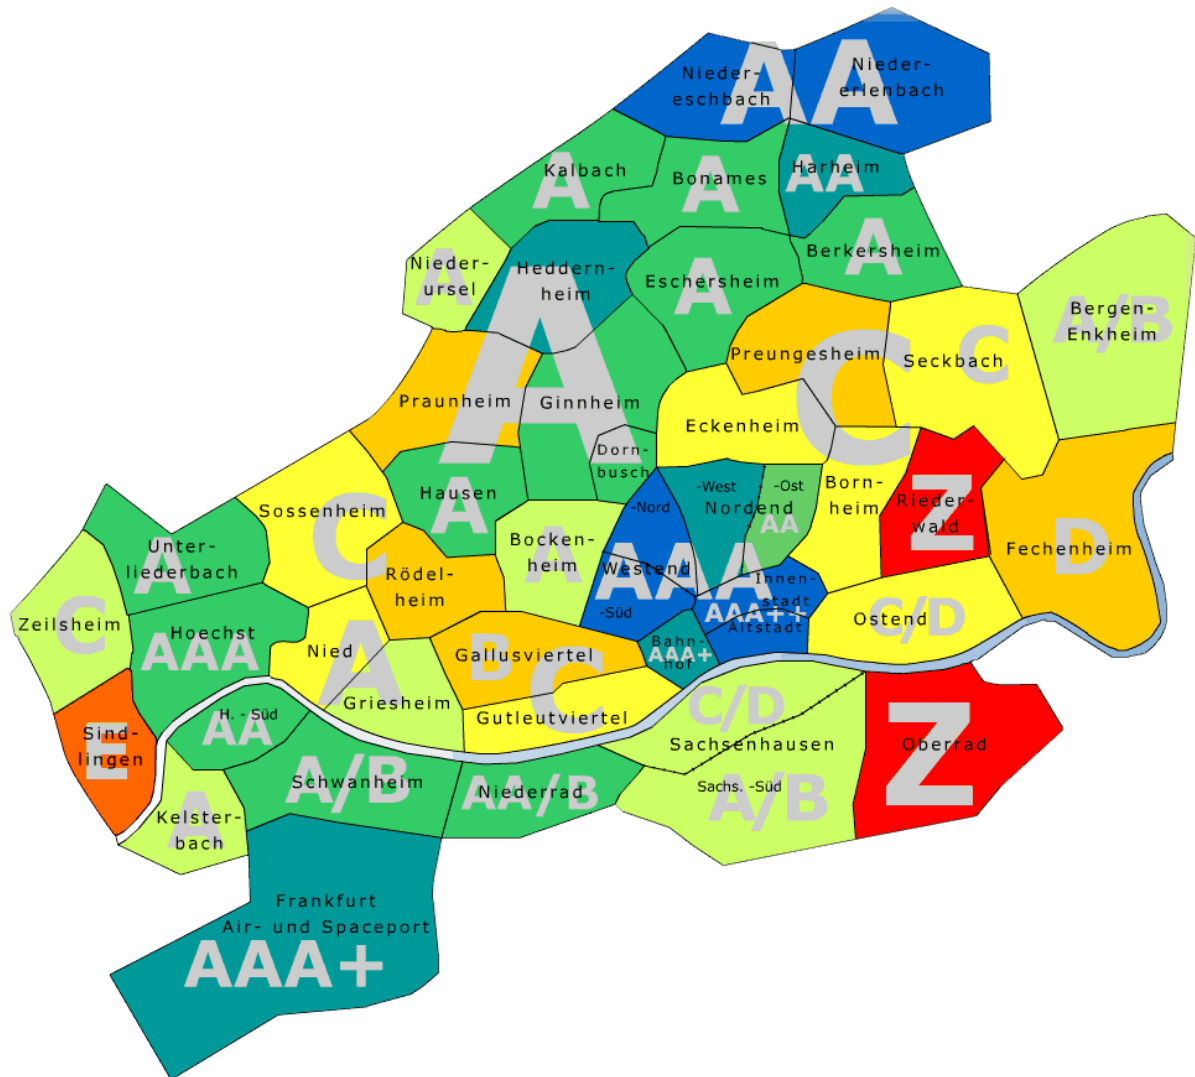 AA
Nieder-
eschbach
Nieder-
erlenbach
A
Kalbach
A
Bonames
AA
Harheim
A
Nieder-
ursel
Heddern-
heim
A
Eschersheim
A
Berkersheim
A/B
Bergen-
Enkheim
A
Praunheim
Ginnheim
Dorn-
busch
C
Preungesheim
Eckenheim
C
Seckbach
A
Hausen
C
Sossenheim
A
Unter-
liederbach
A
Bocken-
heim
Rödel-
heim
AAA
-Nord
Westend
-Süd
-West
Nordend
-Ost
AA
Born-
heim
Z
Rieder-
wald
D
Fechenheim
C
Zeilsheim
AAA
Hoechst
A
Nied
Griesheim
B
Gallusviertel
C
Gutleutviertel
AAA+
Bahn-
hof
AAA++
Innen-
stadt
Altstadt
C/D
Ostend
E
Sind-
lingen
AA
H. - Süd
A
Kelster-
bach
A/B
Schwanheim
AA/B
Niederrad
C/D
Sachsenhausen
A/B
Sachs. -Süd
Z
Oberrad
Frankfurt
Air- und Spaceport
AAA+